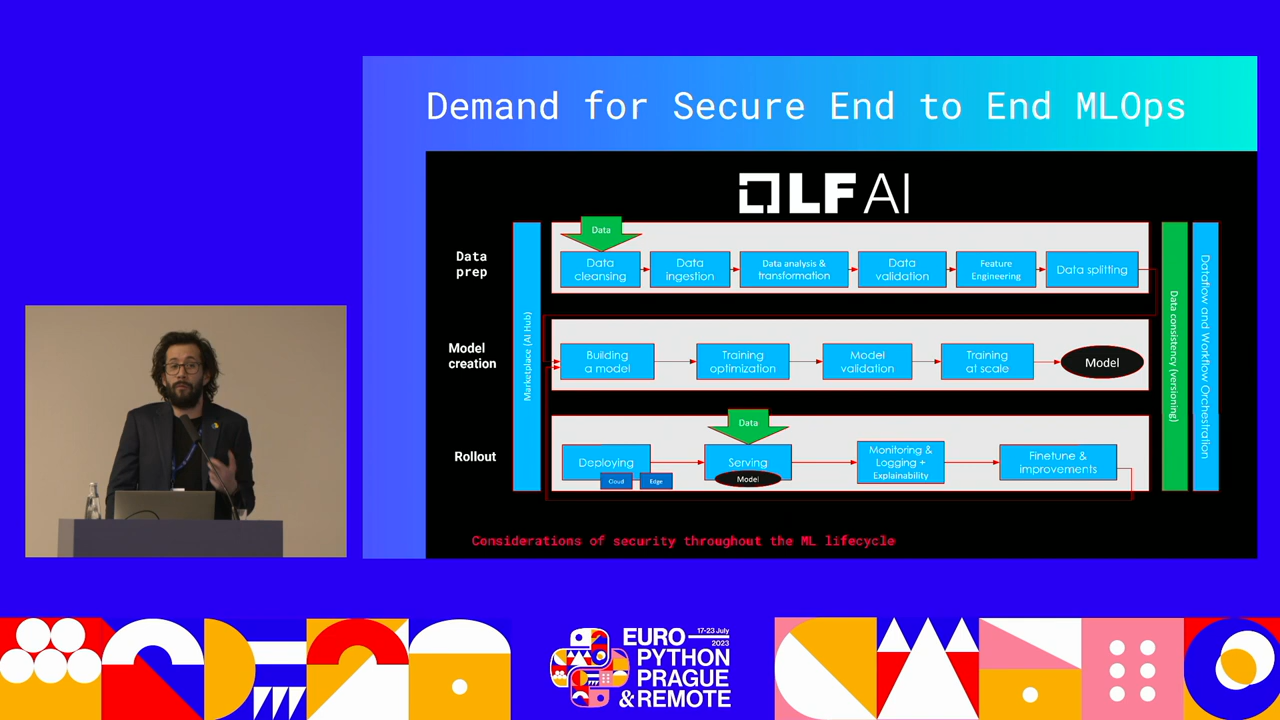 Demand for Secure End to End MLOps
LF AI
Data
prep
Data
Data
cleansing
Data
ingestion
Data analysis &
transformation
Data
validation
Feature
Engineering
Data splitting
Model
creation
Building
a model
Training
optimization
Model
validation
Training
at scale
Model
Rollout
Data
Deploying
Cloud
Edge
Serving
Model
Monitoring &
Logging +
Explainability
Finetune &
improvements
Marketplace (AI Hub)
Data consistency (versioning)
Dataflow and Workflow Orchestration
Considerations of security throughout the ML lifecycle
EURO
17-23 July
2023
PYTHON
PRAGUE
& REMOTE